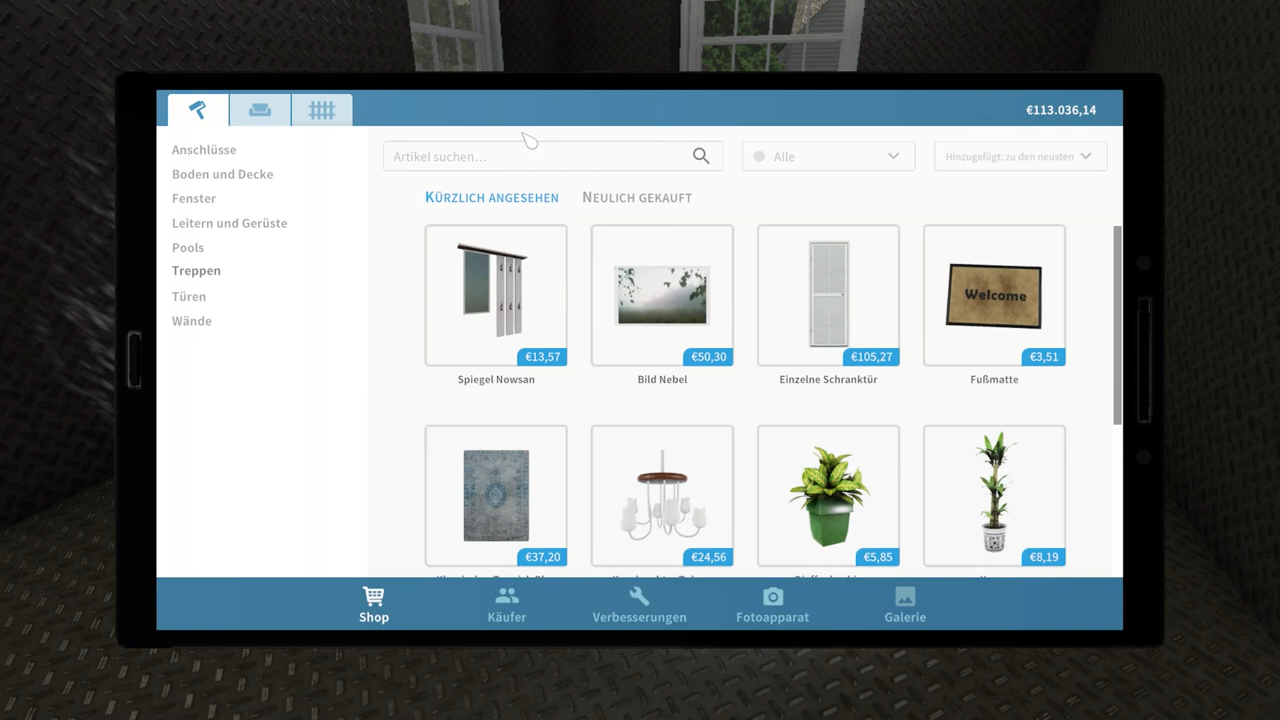 €113.036,14
Anschlüsse
Boden und Decke
Fenster
Leitern und Gerüste
Pools
Treppen
Türen
Wände
Artikel suchen...
Alle
Hinzugefügt: zu den neusten
KÜRZLICH ANGESEHEN
NEULICH GEKAUFT
€13,57
Spiegel Nowsan
€50,30
Bild Nebel
€105,27
Einzelne Schranktür
Welcome
€3,51
Fußmatte
€37,20
€24,56
€5,85
€8,19
Shop
Käufer
Verbesserungen
Fotoapparat
Galerie